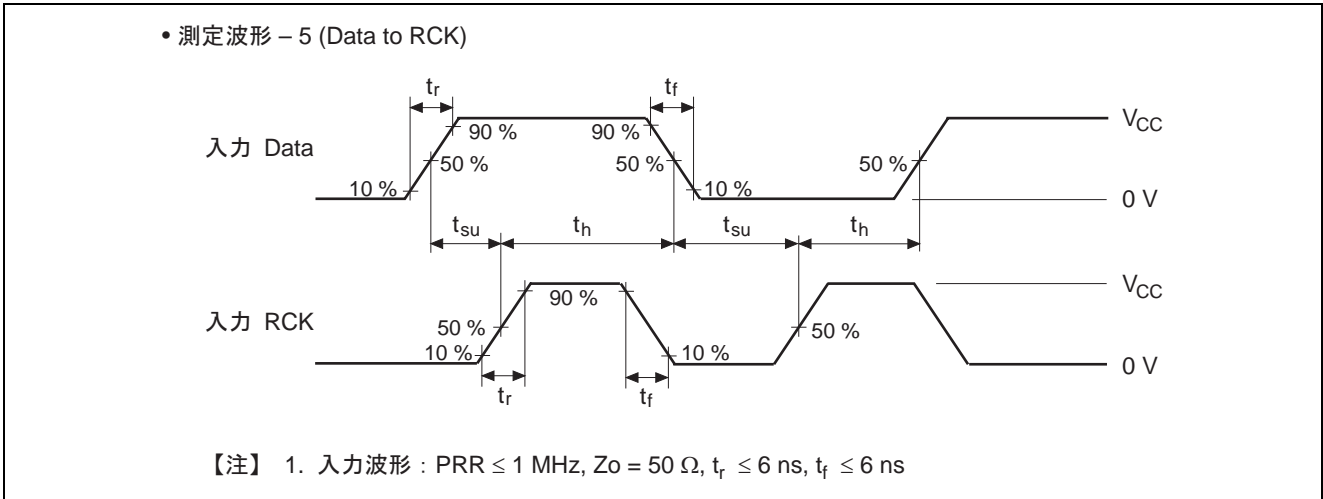 • 測定波形 – 5 (Data to RCK)
tr
tf
90 %
90 %
VCC
入力 Data
50 %
50 %
50 %
10 %
10 %
0 V
tsu
th
tsu
th
VCC
90 %
入力 RCK
50 %
50 %
10 %
10 %
0 V
tr
tf
【注】 1. 入力波形 : PRR ≤ 1 MHz, Zo = 50 Ω, tr ≤ 6 ns, tf ≤ 6 ns